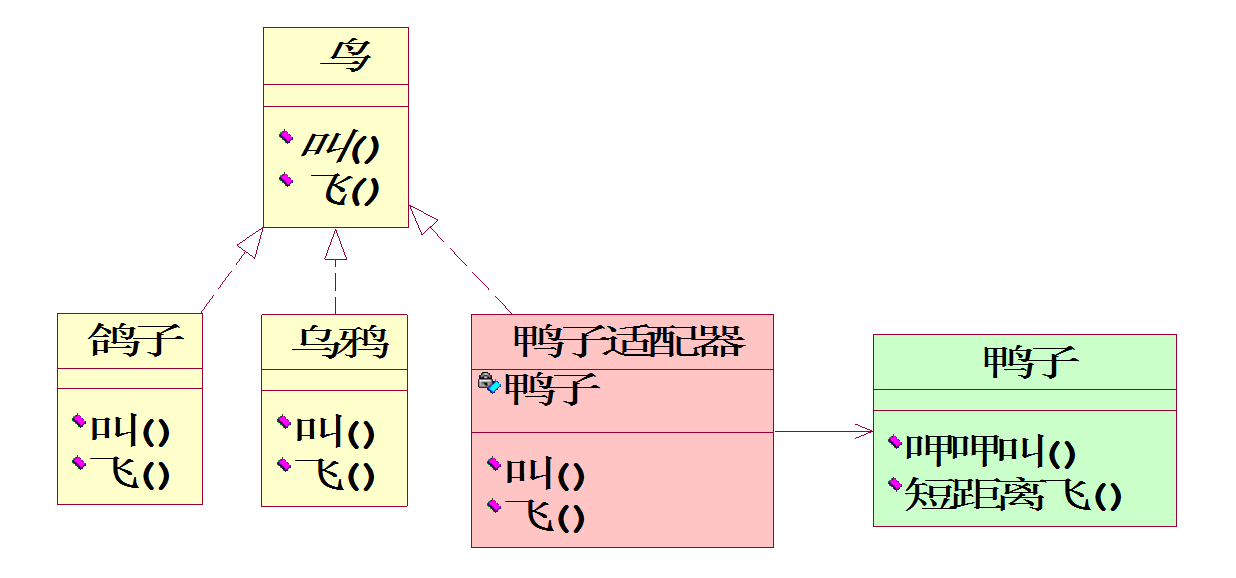 鸟
叫()
飞()
鸽子
叫()
飞()
乌鸦
叫()
飞()
鸭子适配器
鸭子
叫()
飞()
鸭子
呷呷叫()
短距离飞()